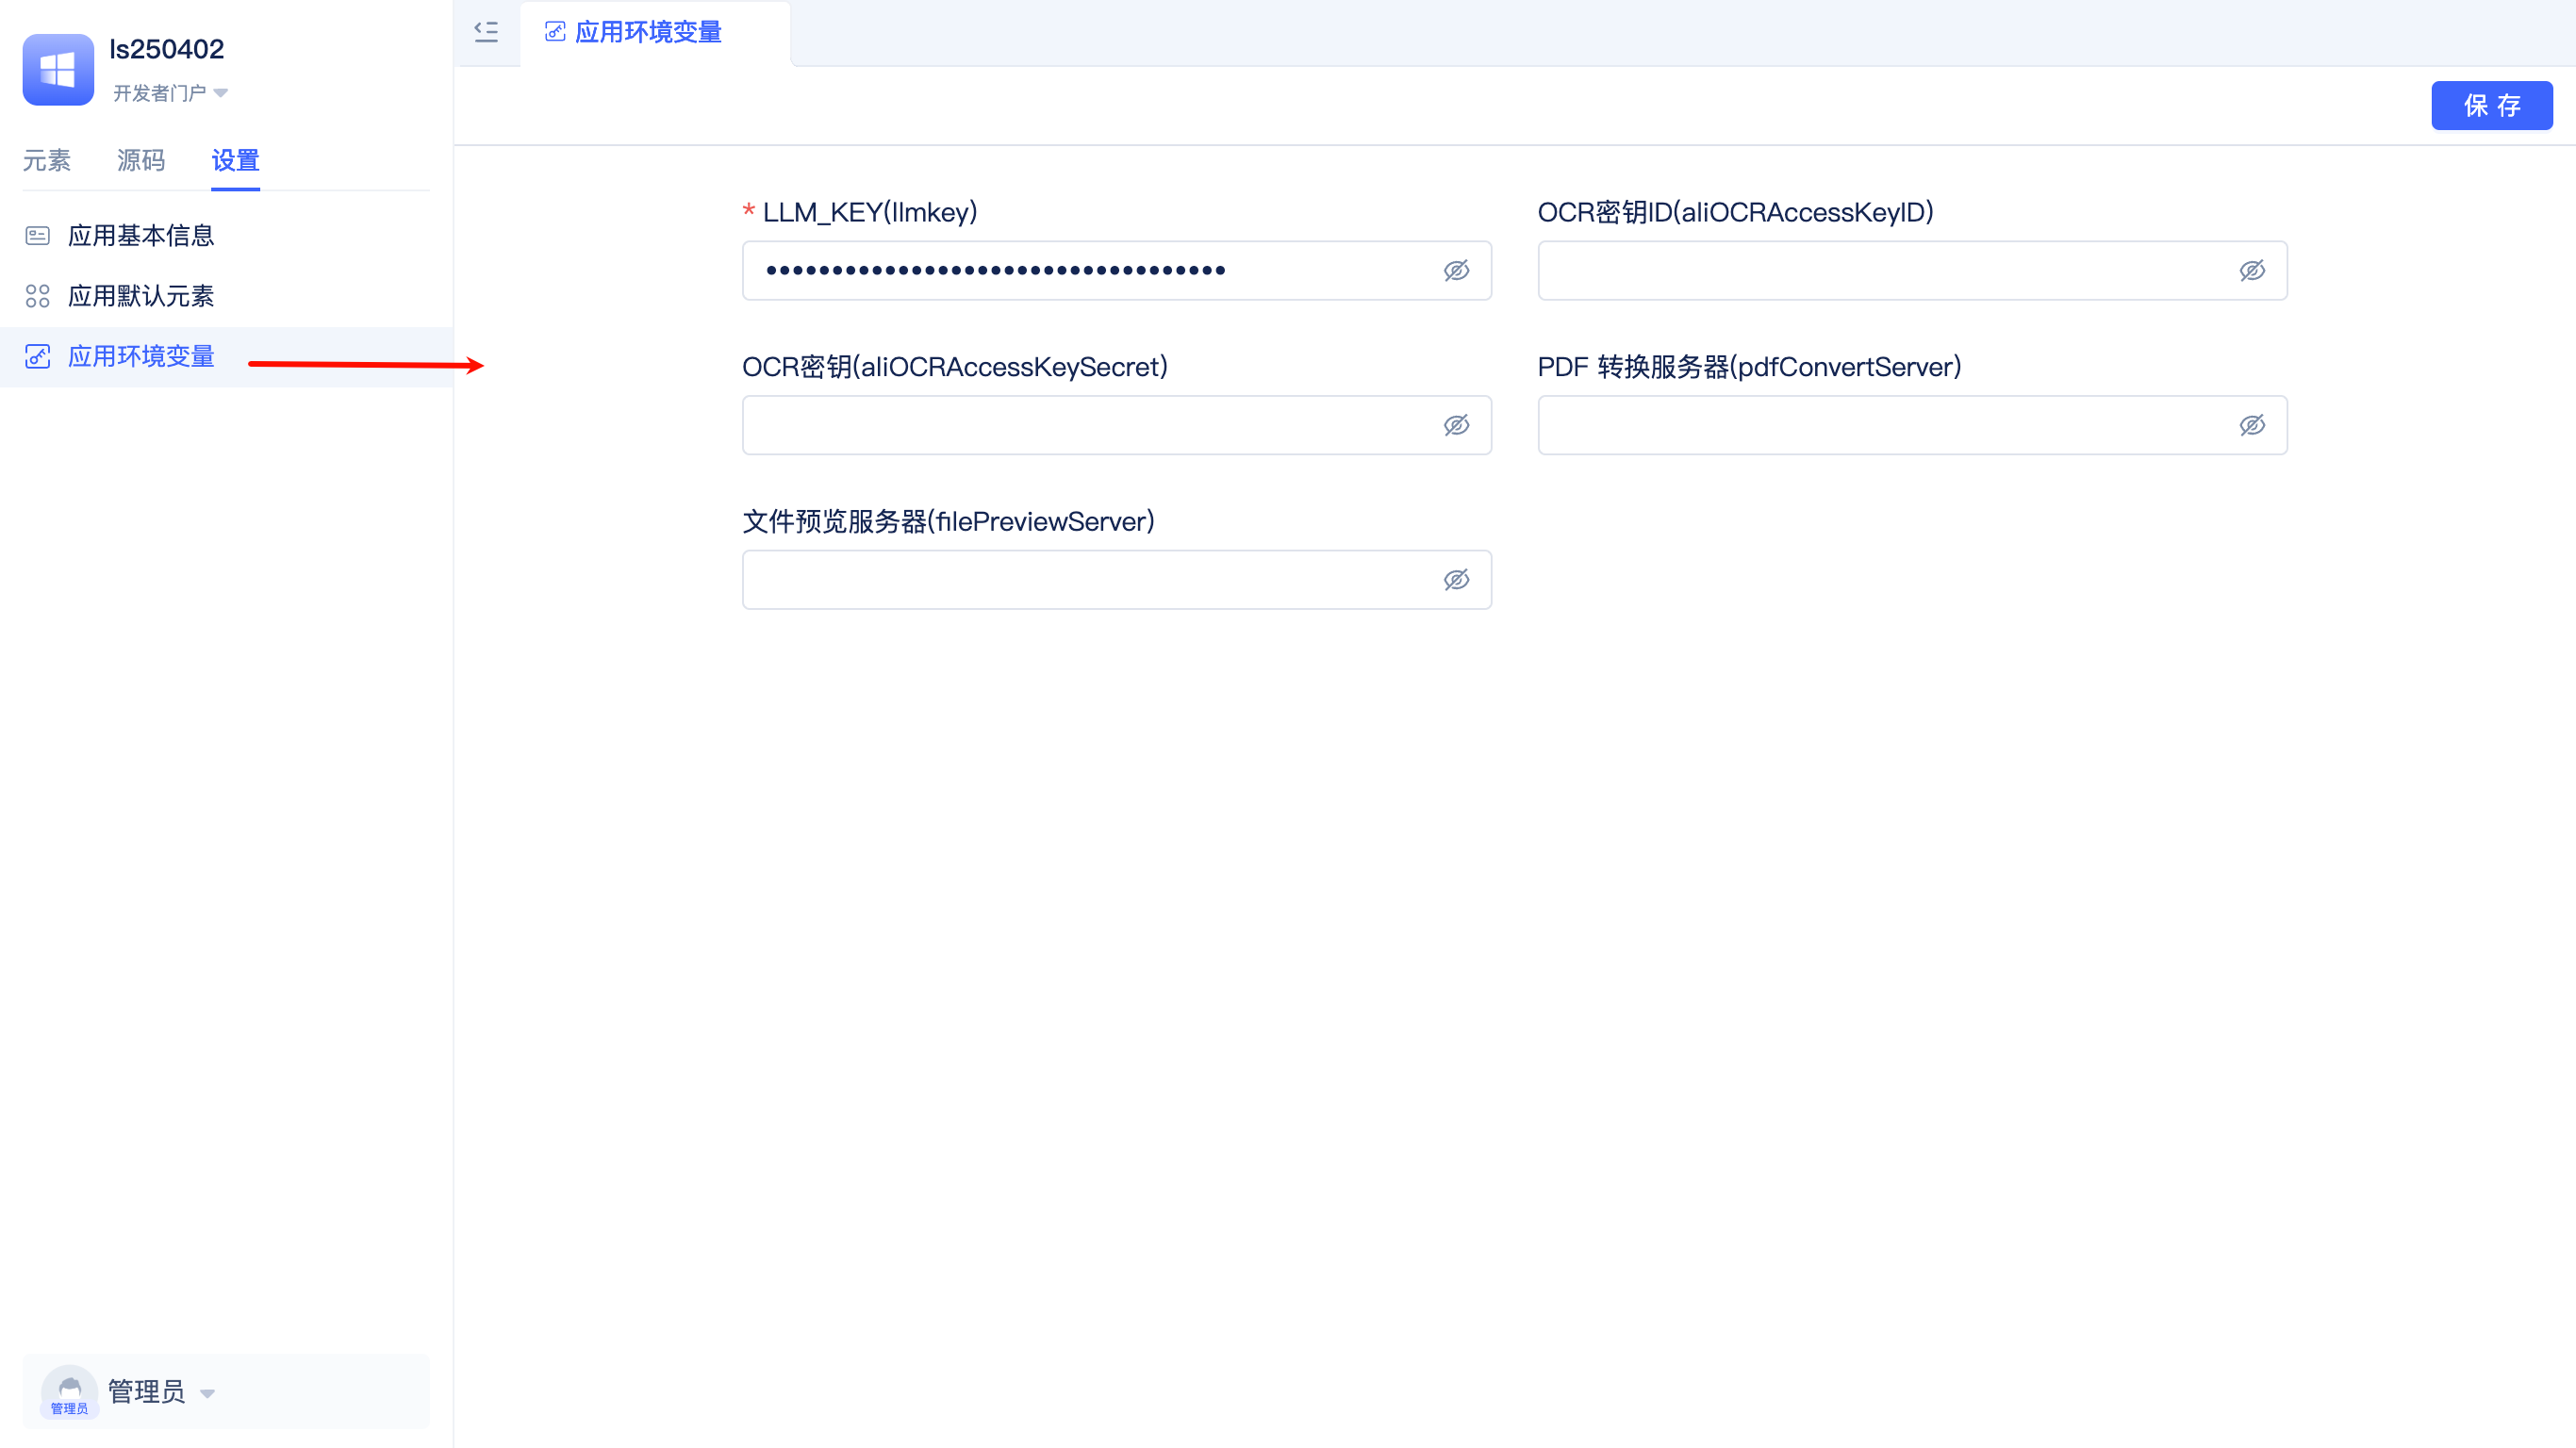 ls250402
开发者门户
元素 源码 设置
应用基本信息
应用默认元素
应用环境变量
管理员
管理员
应用环境变量
保存
* LLM_KEY(llmkey)
••••••••••••••••••••••••••••••••••• 
OCR密钥ID(aliOCRAccessKeyID)
OCR密钥(aliOCRAccessKeySecret)
PDF 转换服务器(pdfConvertServer)
文件预览服务器(filePreviewServer)